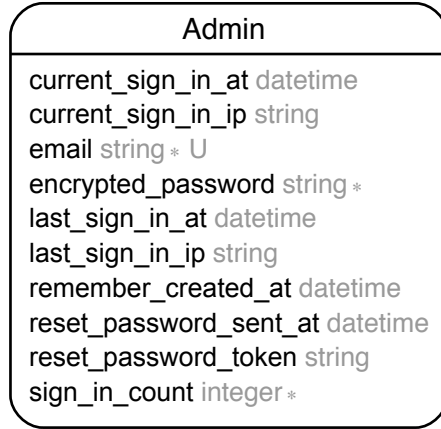 Admin
current_sign_in_at datetime
current_sign_in_ip string
email string * U
encrypted_password string *
last_sign_in_at datetime
last_sign_in_ip string
remember_created_at datetime
reset_password_sent_at datetime
reset_password_token string
sign_in_count integer *